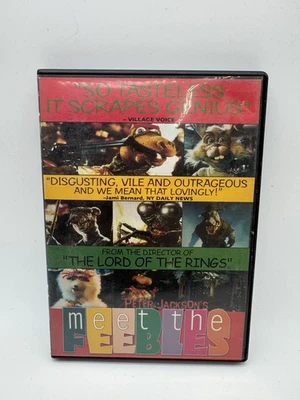 "SO TASTELESS
IT SCRAPES GENIUS!"
– VILLAGE VOICE
"DISGUSTING, VILE AND OUTRAGEOUS
AND WE MEAN THAT LOVINGLY!"
–Jami Bernard, NY DAILY NEWS
FROM THE DIRECTOR OF
"THE LORD OF THE RINGS"
PETER JACKSON'S
meet the
FEEBLES